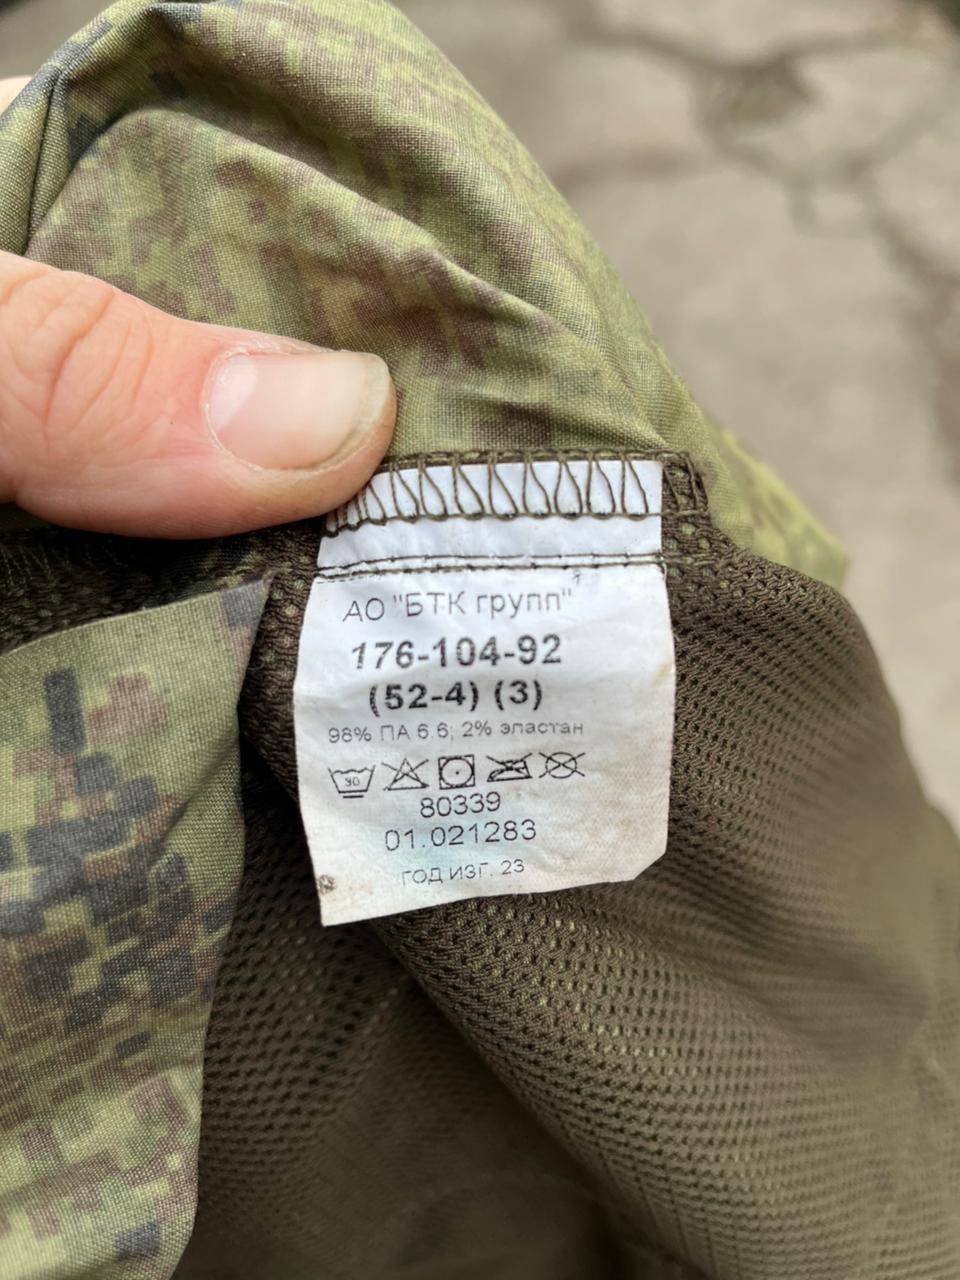 АО "БТК групп"
176-104-92
(52-4) (3)
98% ПА 6.6; 2% эластан
30
80339
01.021283
ГОД ИЗГ. 23